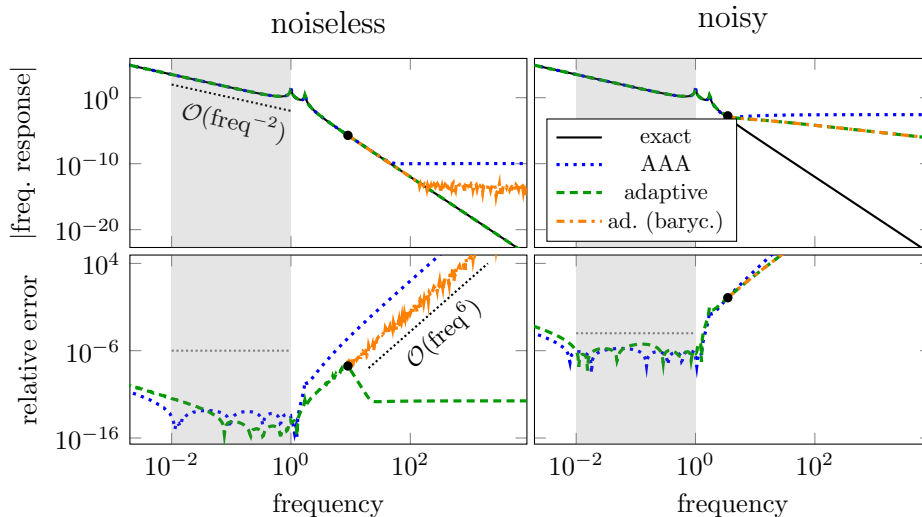 noiseless
noisy
|freq. response|
10^0
10^-10
10^-20
O(freq^-2)
exact
AAA
adaptive
ad. (baryc.)
relative error
10^4
10^-6
10^-16
O(freq^6)
10^-2
10^0
10^2
10^-2
10^0
10^2
frequency
frequency